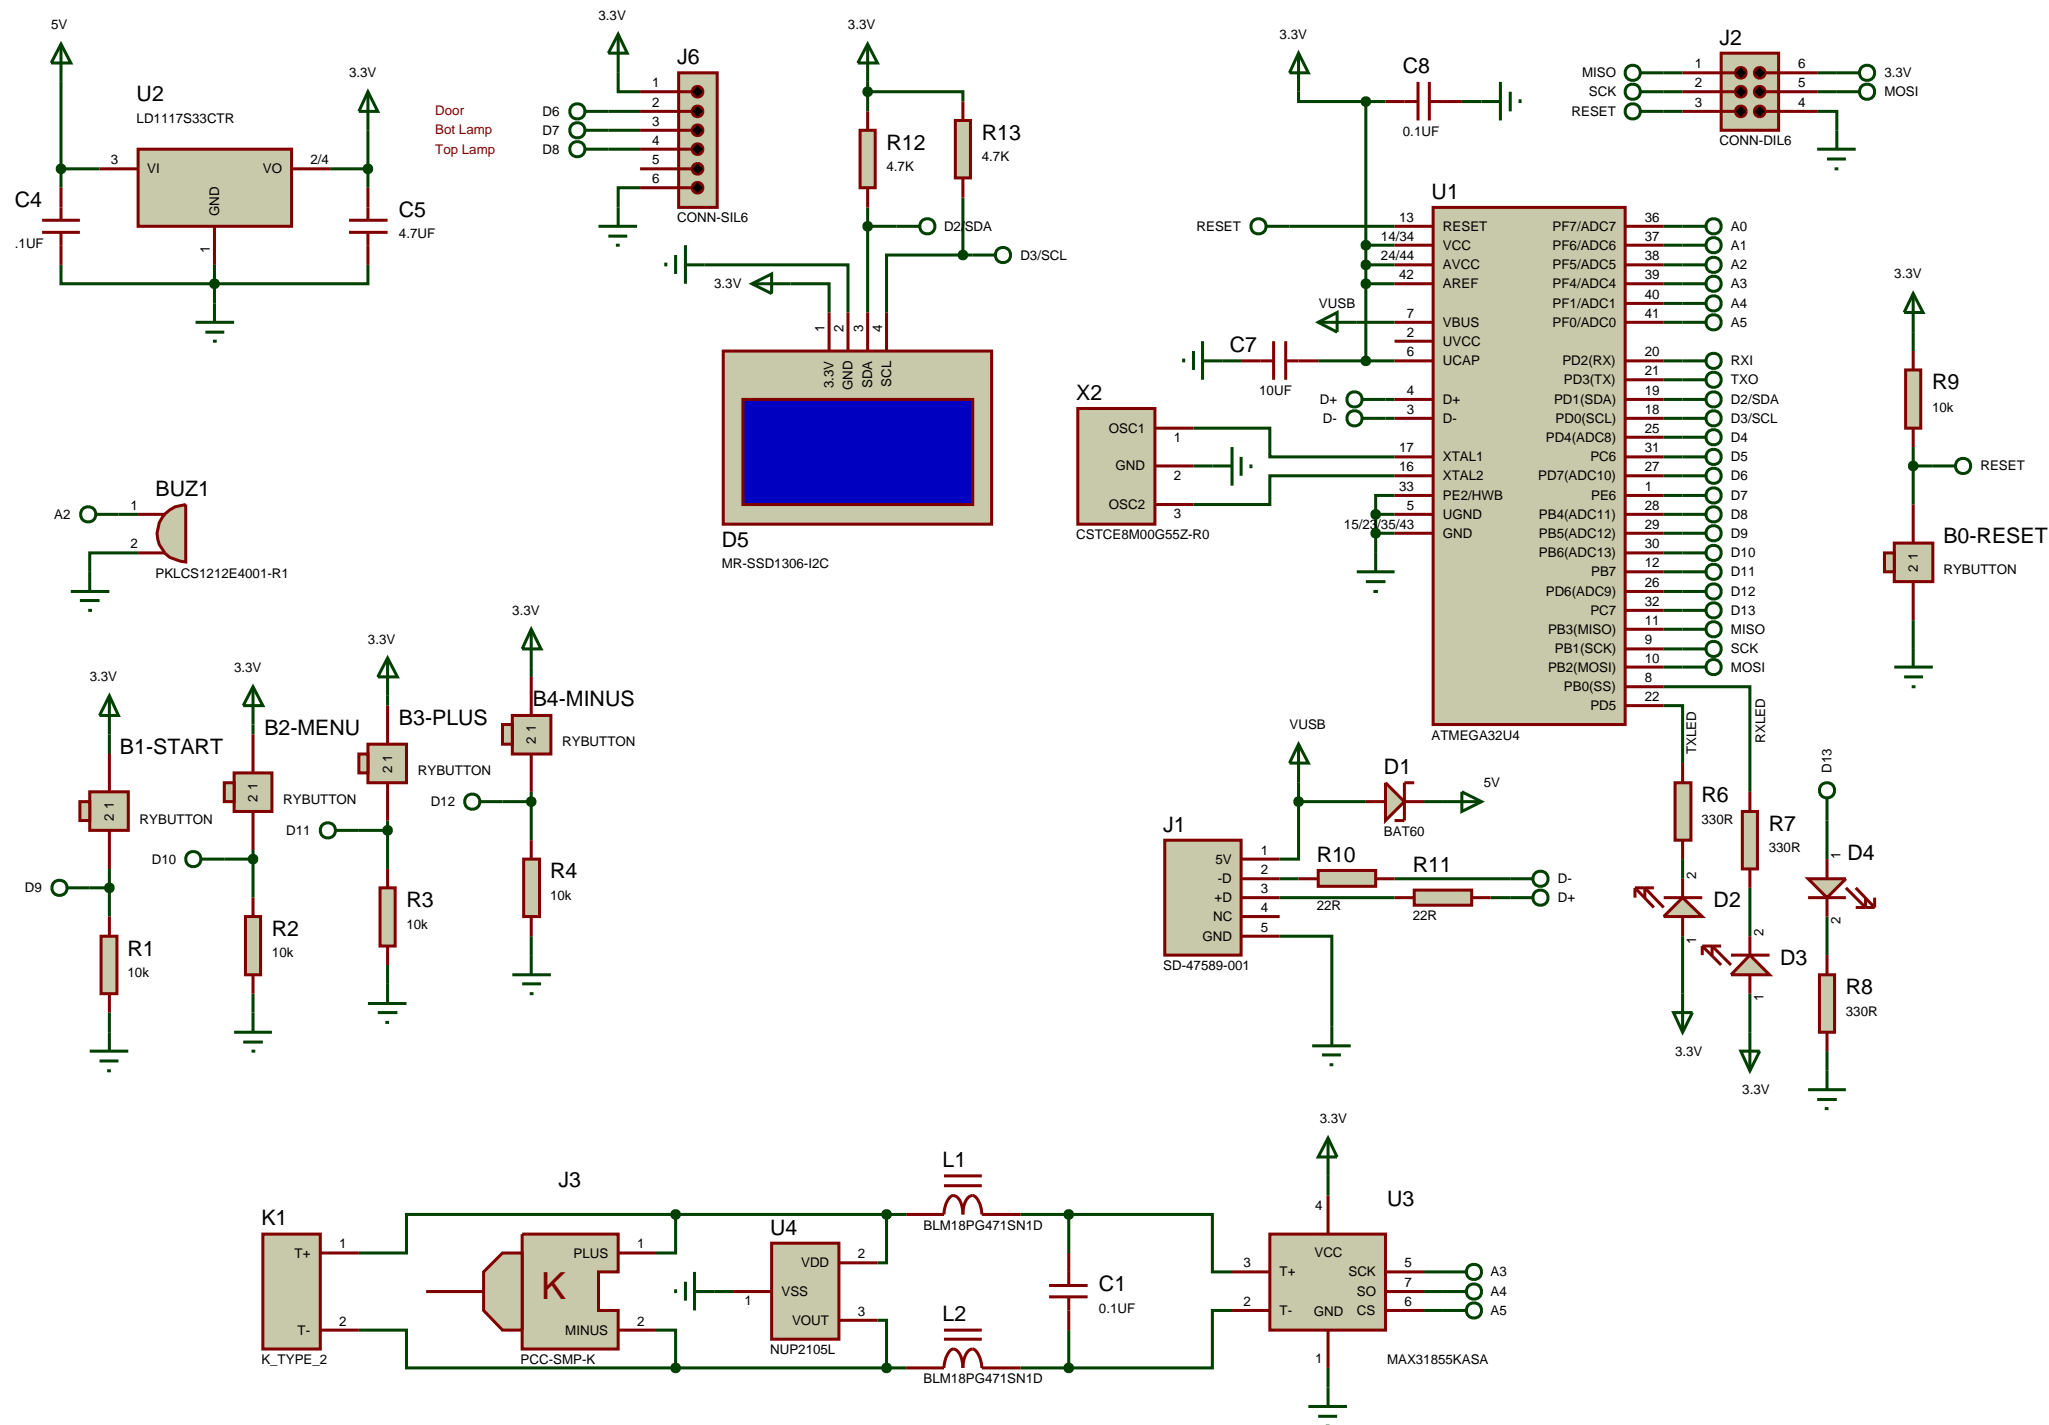 5V
3.3V
U2
LD1117S33CTR
3
VI
VO
2/4
GND
1
C4
.1UF
C5
4.7UF
3.3V
J6
Door
Bot Lamp
Top Lamp
D6
D7
D8
1
2
3
4
5
6
CONN-SIL6
3.3V
R12
4.7K
R13
4.7K
D2/SDA
D3/SCL
3.3V
1
2
3
4
3.3V
GND
SDA
SCL
D5
MR-SSD1306-I2C
3.3V
C8
0.1UF
J2
MISO
SCK
RESET
1
2
3
6
5
4
3.3V
MOSI
CONN-DIL6
U1
RESET
13
RESET
14/34
VCC
24/44
AVCC
42
AREF
VUSB
7
VBUS
2
UVCC
6
UCAP
C7
10UF
D+
4
D+
D-
3
D-
17
XTAL1
16
XTAL2
33
PE2/HWB
5
UGND
15/23/35/43
GND
PF7/ADC7
36
A0
PF6/ADC6
37
A1
PF5/ADC5
38
A2
PF4/ADC4
39
A3
PF1/ADC1
40
A4
PF0/ADC0
41
A5
PD2(RX)
20
RXI
PD3(TX)
21
TXO
PD1(SDA)
19
D2/SDA
PD0(SCL)
18
D3/SCL
PD4(ADC8)
25
D4
PC6
31
D5
PD7(ADC10)
27
D6
PE6
1
D7
PB4(ADC11)
28
D8
PB5(ADC12)
29
D9
PB6(ADC13)
30
D10
PB7
12
D11
PD6(ADC9)
26
D12
PC7
32
D13
PB3(MISO)
11
MISO
PB1(SCK)
9
SCK
PB2(MOSI)
10
MOSI
PB0(SS)
8
PD5
22
ATMEGA32U4
X2
OSC1
1
GND
2
OSC2
3
CSTCE8M00G55Z-R0
3.3V
R9
10k
RESET
B0-RESET
2 1
RYBUTTON
BUZ1
A2
1
2
PKLCS1212E4001-R1
3.3V
B1-START
2 1
RYBUTTON
D9
R1
10k
3.3V
B2-MENU
2 1
RYBUTTON
D10
R2
10k
3.3V
B3-PLUS
2 1
RYBUTTON
D11
R3
10k
3.3V
B4-MINUS
2 1
RYBUTTON
D12
R4
10k
VUSB
D1
BAT60
5V
J1
5V
1
-D
2
+D
3
NC
4
GND
5
SD-47589-001
R10
22R
R11
22R
D-
D+
TXLED
RXLED
R6
330R
2
D2
1
3.3V
R7
330R
2
D3
1
3.3V
D13
1
D4
2
R8
330R
K1
T+
1
T-
2
K_TYPE_2
J3
K
PLUS
1
MINUS
2
PCC-SMP-K
U4
VDD
2
VSS
1
VOUT
3
NUP2105L
L1
BLM18PG471SN1D
L2
BLM18PG471SN1D
C1
0.1UF
3.3V
U3
4
VCC
3
T+
2
T-
GND
1
SCK
5
A3
SO
7
A4
CS
6
A5
MAX31855KASA